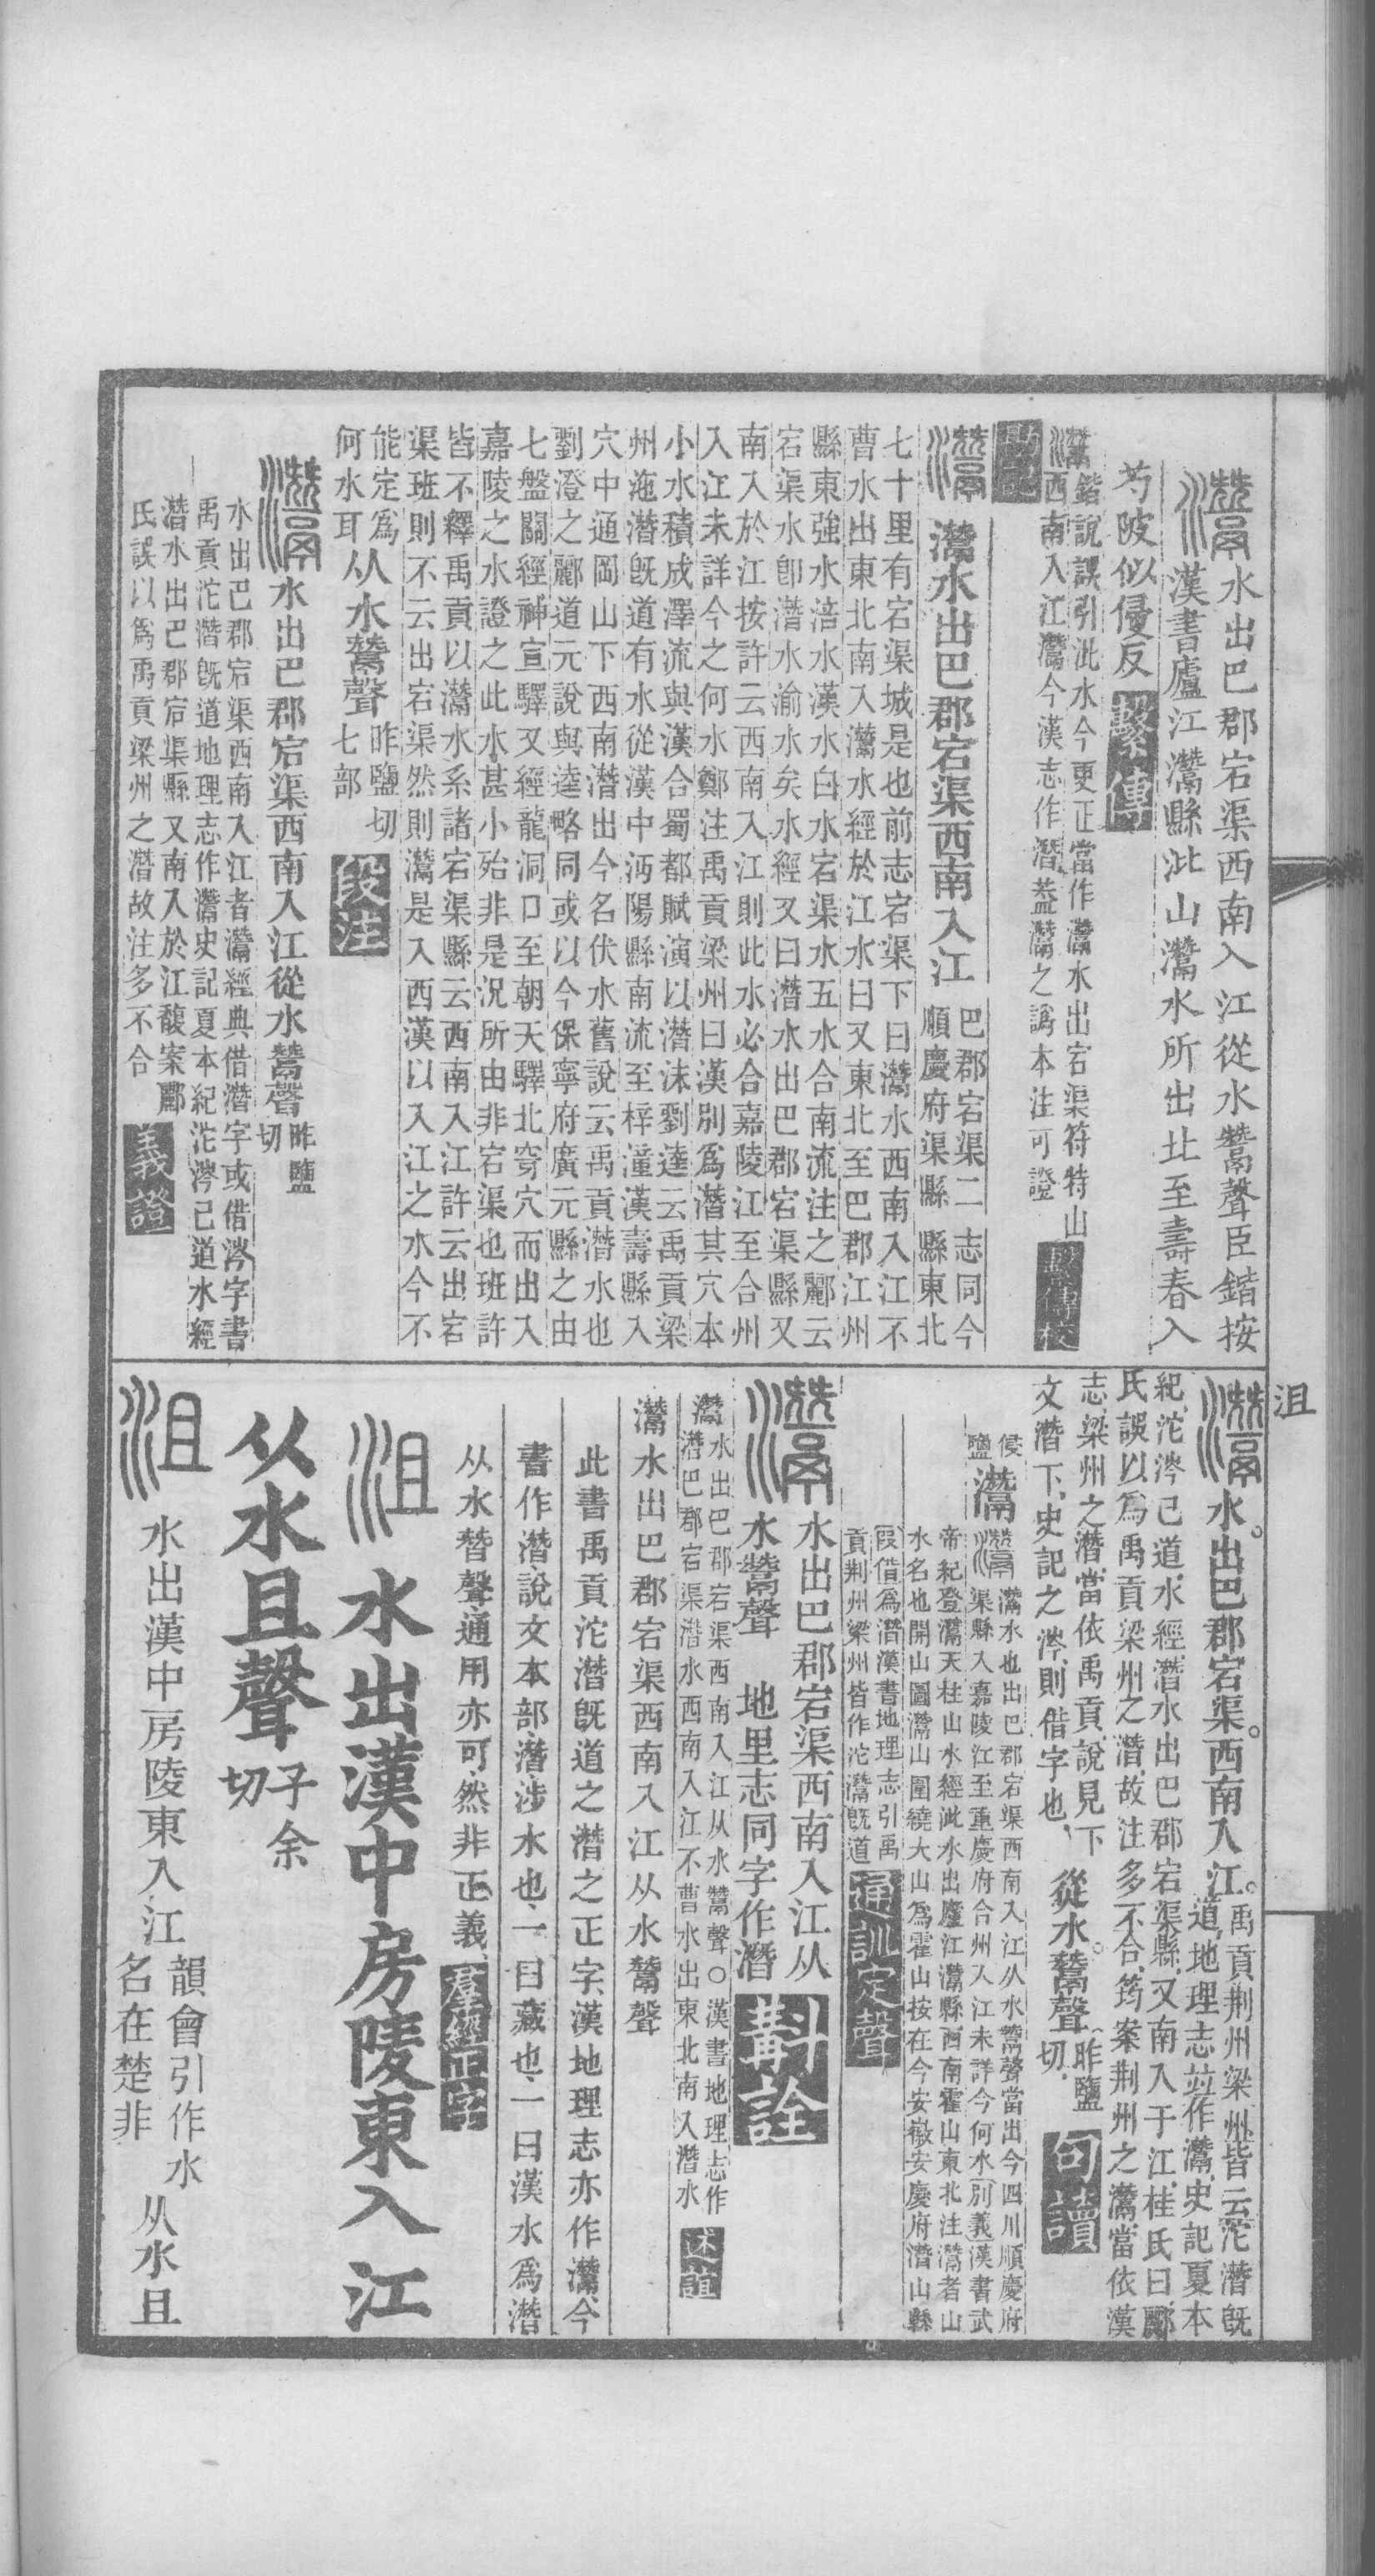 灊水出巴郡宕渠西南入江從水鬵聲臣鍇按
漢書廬江灊縣沘山灊水所出北至壽春入
芍陂似侵反
繫傳
灊鍇說誤引沘水今更正當作灊水出宕渠符特山
西南入江灊今漢志作潛葢灊之譌本注可證
繫傳校
灊 灊水出巴郡宕渠西南入江
巴郡宕渠二志同今
順慶府渠縣縣東北
七十里有宕渠城是也前志宕渠下曰灊水西南入江不
曹水出東北南入灊水經於江水曰又東北至巴郡江州
縣東強水涪水漢水白水宕渠水五水合南流注之酈云
宕渠水卽潛水渝水矣水經又曰潛水出巴郡宕渠縣又
南入於江按許云西南入江則此水必合嘉陵江至合州
入江未詳今之何水鄭注禹貢梁州曰漢別爲潛其穴本
小水積成澤流與漢合蜀都賦演以潛沬劉逵云禹貢梁
州沲潛旣道有水從漢中沔陽縣南流至梓潼漢壽縣入
穴中通岡山下西南潛出今名伏水舊說云禹貢潛水也
劉澄之酈道元說與逵略同或以今保寧府廣元縣之由
七盤關經神宣驛又經龍洞口至朝天驛北穿穴而出入
嘉陵之水證之此水甚小殆非是況所由非宕渠也班許
皆不釋禹貢以灊水系諸宕渠縣云西南入江許云出宕
渠班則不云出宕渠然則灊是入西漢以入江之水今不
能定爲
何水耳
从水鬵聲
昨鹽切
七部
段注
灊水出巴郡宕渠西南入江從水鬵聲
昨鹽
切
水出巴郡宕渠西南入江者灊經典借潛字或借涔字書
禹貢沱潛旣道地理志作灊史記夏本紀沱涔已道水經
潛水出巴郡宕渠縣又南入於江馥案酈
氏誤以爲禹貢梁州之潛故注多不合
義證
沮
灊水出巴郡宕渠西南入江
禹貢荆州梁州皆云沱潛旣
道地理志竝作灊史記夏本
紀沱涔已道水經潛水出巴郡宕渠縣又南入于江桂氏曰酈
氏誤以爲禹貢梁州之潛故注多不合筠案荆州之灊當依漢
志梁州之潛當依禹貢說見下
文潛下史記之涔則借字也
從水鬵聲
昨鹽
切
句讀
侵
鹽
灊
灊水也出巴郡宕渠西南入江从水鬵聲當出今四川順慶府
渠縣入嘉陵江至重慶府合州入江未詳今何水別義漢書武
帝紀登灊天柱山水經沘水出廬江灊縣西南霍山東北注灊者山
水名也開山圖灊山圍繞大山爲霍山按在今安徽安慶府潛山縣
叚借爲潛漢書地理志引禹
貢荆州梁州皆作沱灊旣道
通訓定聲
灊水出巴郡宕渠西南入江从
水鬵聲　地里志同字作潛
斠詮
灊水出巴郡宕渠西南入江从水鬵聲○漢書地理志作
潛巴郡宕渠潛水西南入江不曹水出東北南入潛水
述誼
灊水出巴郡宕渠西南入江从水鬵聲
此書禹貢沱潛旣道之潛之正字漢地理志亦作灊今
書作潛說文本部潛涉水也一曰藏也一曰漢水爲潛
从水朁聲通用亦可然非正義
羣經正字
沮水出漢中房陵東入江
从水且聲
子余
切
沮 水出漢中房陵東入江
韻會引作水
名在楚非
从水且